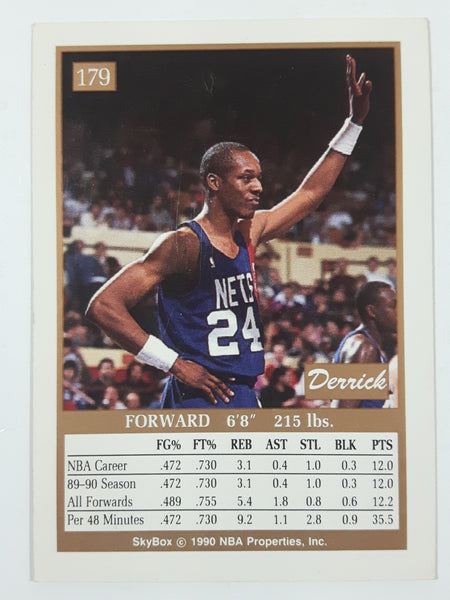 179
NETS
24
Derrick
FORWARD 6'8" 215 lbs.
FG% FT% REB AST STL BLK PTS
NBA Career .472 .730 3.1 0.4 1.0 0.3 12.0
89-90 Season .472 .730 3.1 0.4 1.0 0.3 12.0
All Forwards .489 .755 5.4 1.8 0.8 0.6 12.2
Per 48 Minutes .472 .730 9.2 1.1 2.8 0.9 35.5
SkyBox © 1990 NBA Properties, Inc.